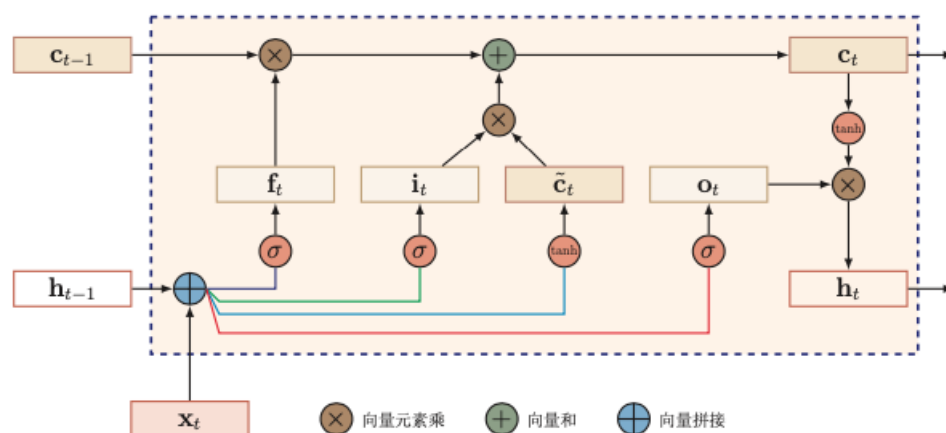 c_{t-1}
×
+
c_t
tanh
×
f_t
i_t
c̃_t
o_t
×
σ
σ
tanh
σ
h_{t-1}
h_t
x_t
× 向量元素乘
+ 向量和
向量拼接